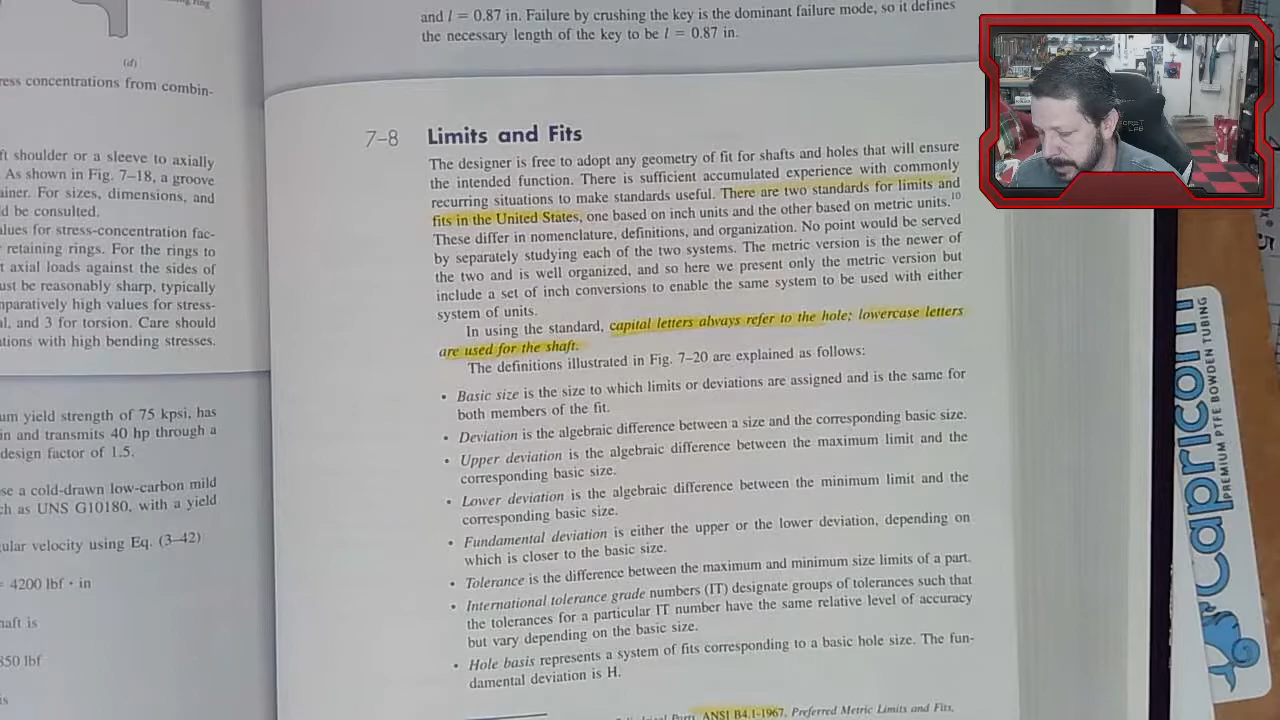 (d)
ress concentrations from combin-
ft shoulder or a sleeve to axially
As shown in Fig. 7–18, a groove
ainer. For sizes, dimensions, and
d be consulted.
alues for stress-concentration fac-
retaining rings. For the rings to
t axial loads against the sides of
ust be reasonably sharp, typically
mparatively high values for stress-
al, and 3 for torsion. Care should
tions with high bending stresses.
um yield strength of 75 kpsi, has
in and transmits 40 hp through a
design factor of 1.5.
se a cold-drawn low-carbon mild
ch as UNS G10180, with a yield
gular velocity using Eq. (3–42)
= 4200 lbf · in
haft is
850 lbf
is
and l = 0.87 in. Failure by crushing the key is the dominant failure mode, so it defines
the necessary length of the key to be l = 0.87 in.
7–8 Limits and Fits
The designer is free to adopt any geometry of fit for shafts and holes that will ensure
the intended function. There is sufficient accumulated experience with commonly
recurring situations to make standards useful. There are two standards for limits and
fits in the United States, one based on inch units and the other based on metric units.10
These differ in nomenclature, definitions, and organization. No point would be served
by separately studying each of the two systems. The metric version is the newer of
the two and is well organized, and so here we present only the metric version but
include a set of inch conversions to enable the same system to be used with either
system of units.
In using the standard, capital letters always refer to the hole; lowercase letters
are used for the shaft.
The definitions illustrated in Fig. 7–20 are explained as follows:
• Basic size is the size to which limits or deviations are assigned and is the same for
both members of the fit.
• Deviation is the algebraic difference between a size and the corresponding basic size.
• Upper deviation is the algebraic difference between the maximum limit and the
corresponding basic size.
• Lower deviation is the algebraic difference between the minimum limit and the
corresponding basic size.
• Fundamental deviation is either the upper or the lower deviation, depending on
which is closer to the basic size.
• Tolerance is the difference between the maximum and minimum size limits of a part.
• International tolerance grade numbers (IT) designate groups of tolerances such that
the tolerances for a particular IT number have the same relative level of accuracy
but vary depending on the basic size.
• Hole basis represents a system of fits corresponding to a basic hole size. The fun-
damental deviation is H.
ANSI B4.1-1967, Preferred Metric Limits and Fits,
Capricorn
PREMIUM PTFE BOWDEN TUBING